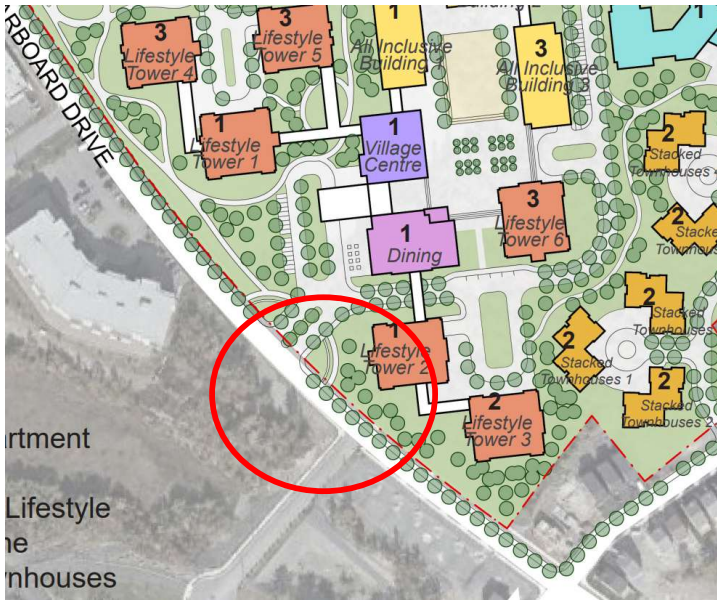 3
Lifestyle
Tower 4
3
Lifestyle
Tower 5
1
All Inclusive
Building 1
3
All Inclusive
Building 3
1
1
Lifestyle
Tower 1
1
Village
Centre
2
Stacked
Townhouses
ERBOARD DRIVE
3
Lifestyle
Tower 6
2
Townhouses
1
Dining
2
Stacked
Townhouses
1
Lifestyle
Tower 2
2
Stacked
Townhouses 1
2
Stacked
Townhouses 2
2
Lifestyle
Tower 3
artment
Lifestyle
ne
wnhouses